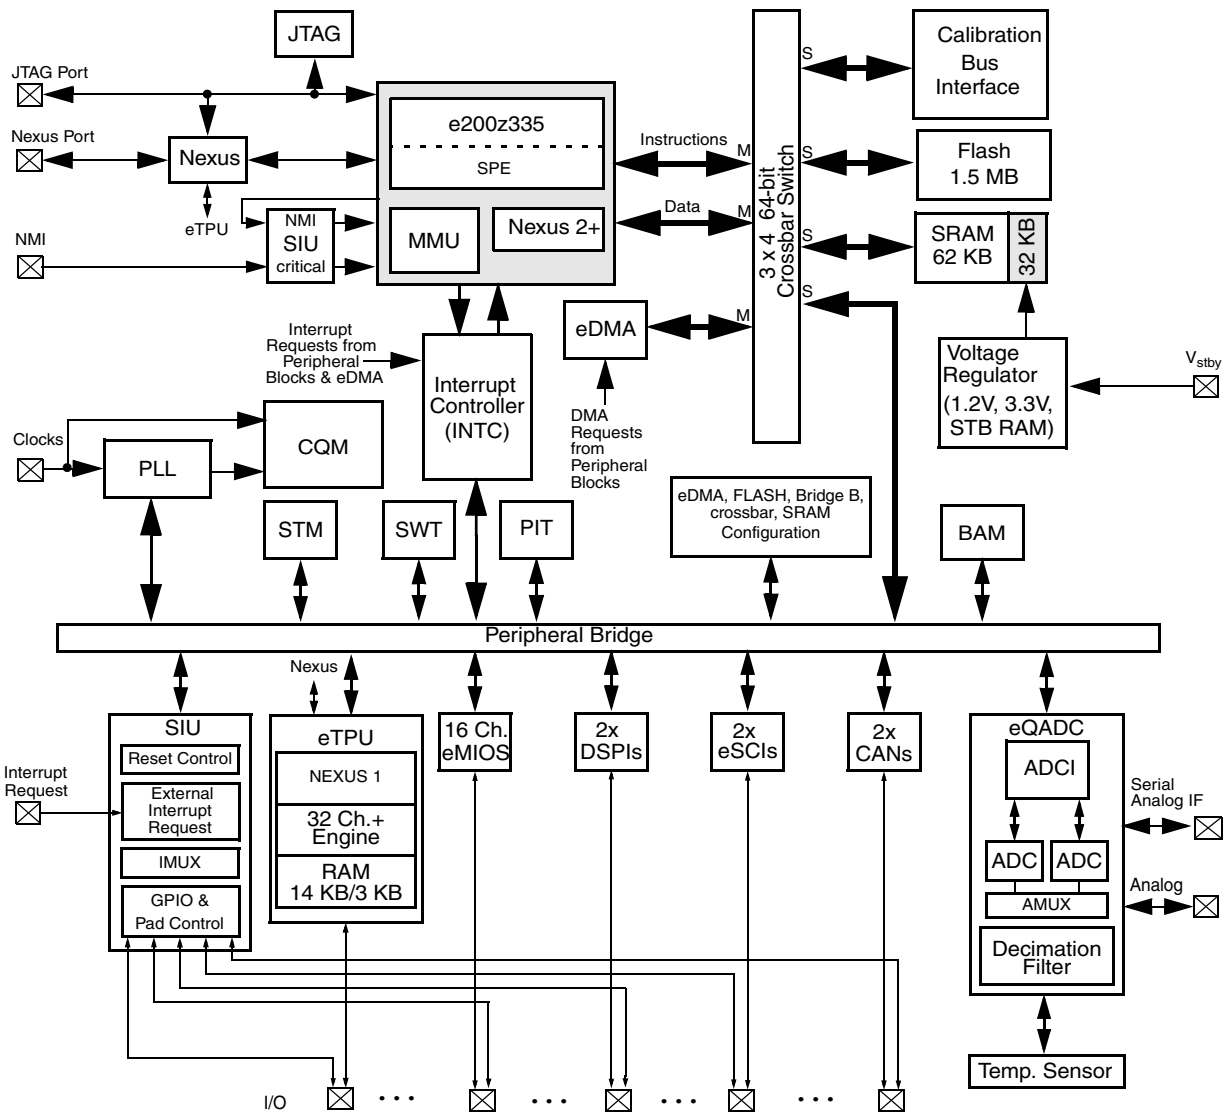 JTAG
JTAG Port
Nexus Port
Nexus
eTPU
NMI
NMI
SIU
critical
e200z335
SPE
MMU
Nexus 2+
Instructions
M
Data
M
3 x 4 64-bit
Crossbar Switch
S
Calibration
Bus
Interface
S
Flash
1.5 MB
S
SRAM
62 KB
32 KB
S
eDMA
M
Interrupt
Requests from
Peripheral
Blocks & eDMA
Interrupt
Controller
(INTC)
DMA
Requests
from
Peripheral
Blocks
Voltage
Regulator
(1.2V, 3.3V,
STB RAM)
Vstby
Clocks
PLL
CQM
STM
SWT
PIT
eDMA, FLASH, Bridge B,
crossbar, SRAM
Configuration
BAM
Peripheral Bridge
SIU
Reset Control
External
Interrupt
Request
IMUX
GPIO &
Pad Control
Interrupt
Request
Nexus
eTPU
NEXUS 1
32 Ch.+
Engine
RAM
14 KB/3 KB
16 Ch.
eMIOS
2x
DSPIs
2x
eSCIs
2x
CANs
eQADC
ADCI
ADC
ADC
AMUX
Decimation
Filter
Serial
Analog IF
Analog
Temp. Sensor
I/O
. . .
. . .
. . .
. . .